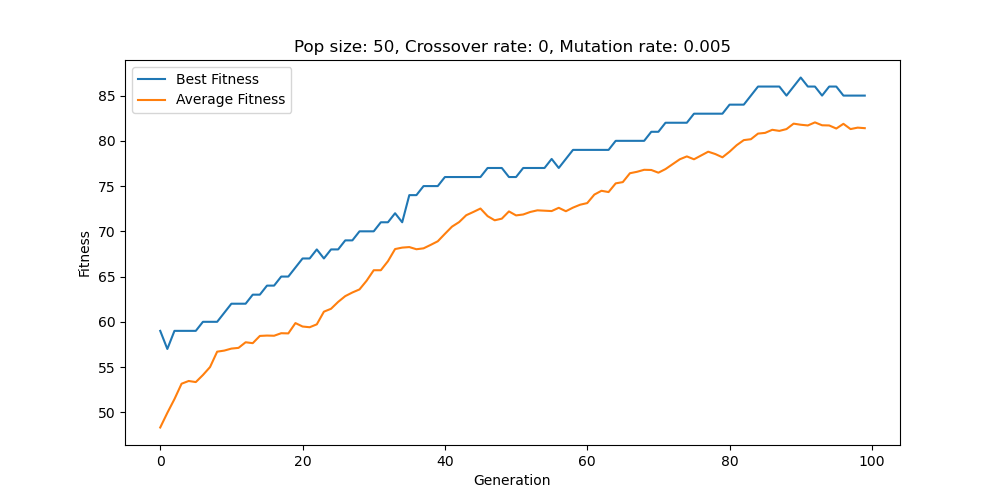 Pop size: 50, Crossover rate: 0, Mutation rate: 0.005
Best Fitness
Average Fitness
85
80
75
70
65
60
55
50
Fitness
0 20 40 60 80 100
Generation